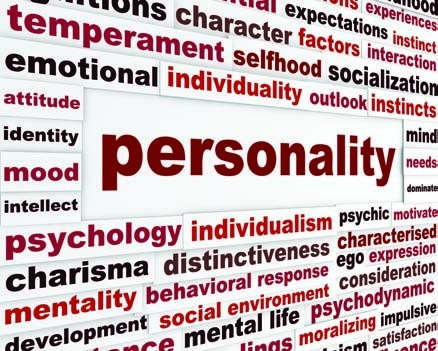 expectations
experiences
temperament character factors instinct
interaction
emotional selfhood socialization
individuality outlook instincts
attitude
identity
mood
intellect
personality
mind
needs
dominates
psychology individualism psychic motivate
charisma distinctiveness characterised
ego expression
mentality behavioral response consideration
development social environment psychodynamic
mental life moralizing impulsive
satisfaction